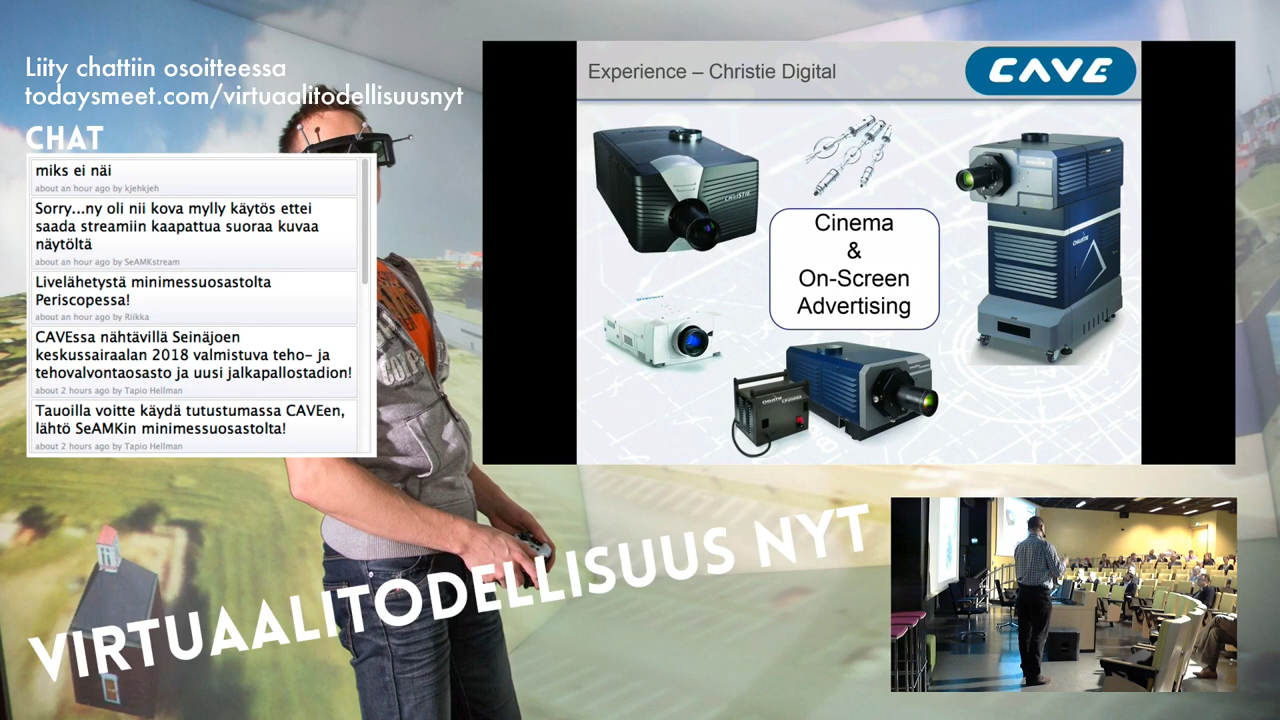 Liity chattiin osoitteessa
todaysmeet.com/virtuaalitodellisuusnyt
CHAT
miks ei näi
about an hour ago by kjehkjeh
Sorry...ny oli nii kova mylly käytös ettei
saada streamiin kaapattua suoraa kuvaa
näytöltä
about an hour ago by SeAMKstream
Livelähetystä minimessuosastolta
Periscopessa!
about an hour ago by Riikka
CAVEssa nähtävillä Seinäjoen
keskussairaalan 2018 valmistuva teho- ja
tehovalvontaosasto ja uusi jalkapallostadion!
about 2 hours ago by Tapio Hellman
Tauoilla voitte käydä tutustumassa CAVEen,
lähtö SeAMKin minimessuosastolta!
about 2 hours ago by Tapio Hellman
Experience – Christie Digital
CAVE
CHRISTIE
Cinema
&
On-Screen
Advertising
VIRTUAALITODELLISUUS NYT